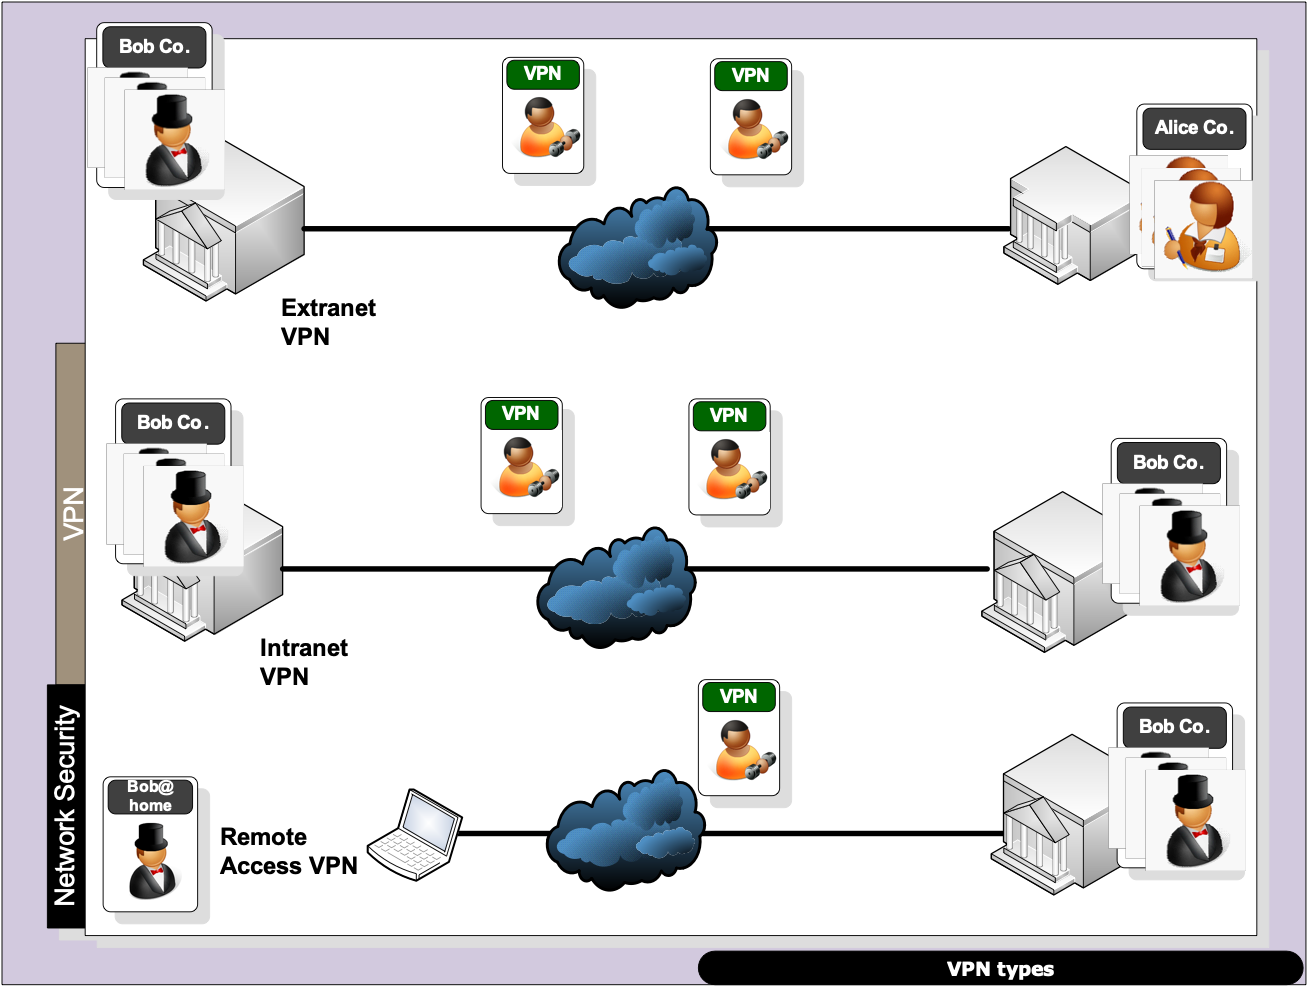 Bob Co.
VPN
VPN
Alice Co.
Extranet
VPN
Bob Co.
VPN
VPN
Bob Co.
Intranet
VPN
VPN
Bob Co.
Bob@
home
Remote
Access VPN
VPN
Network Security
VPN types